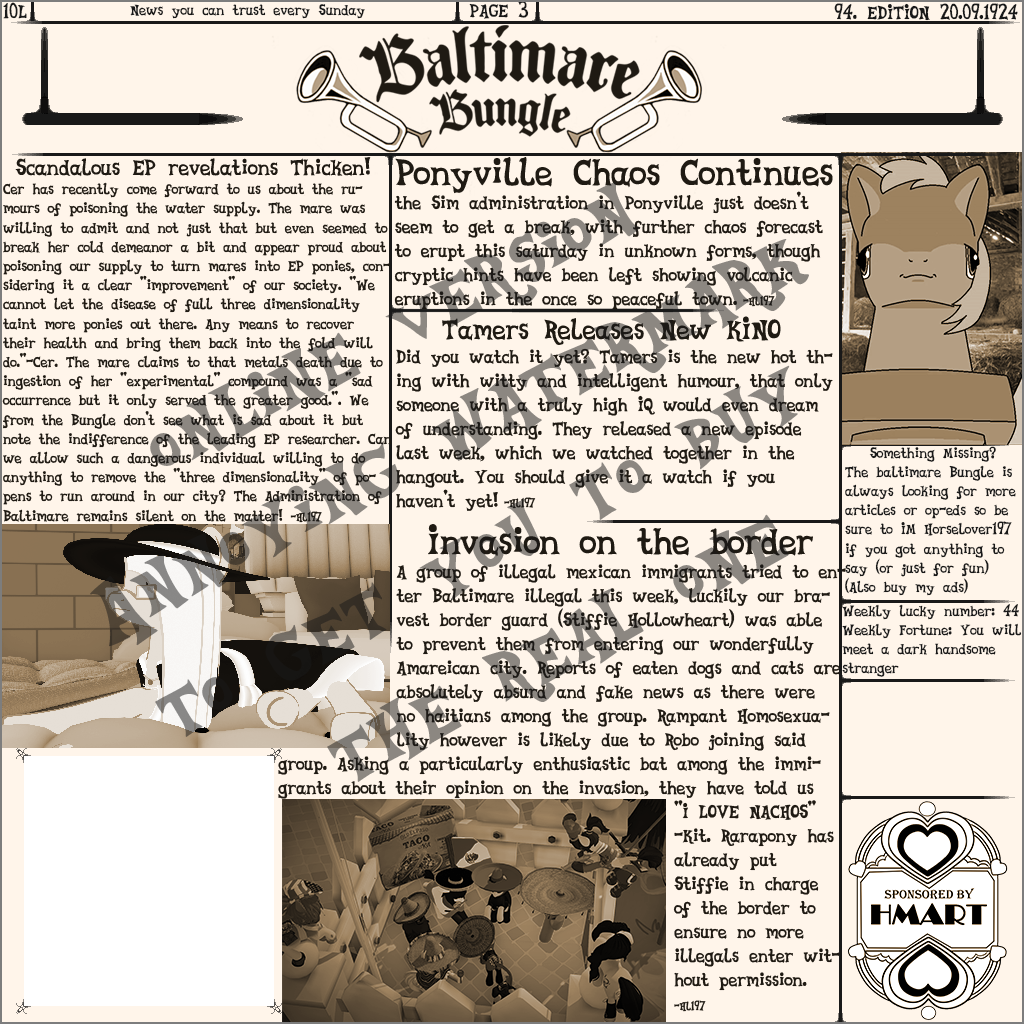 10L
News you can trust every Sunday
PAGE 3
94. EDITION 20.09.1924
Baltimare
Bungle
Scandalous EP revelations Thicken!
Cer has recently come forward to us about the ru-
mours of poisoning the water supply. The mare was
willing to admit and not just that but even seemed to
break her cold demeanor a bit and appear proud about
poisoning our supply to turn mares into EP ponies, con-
sidering it a clear "improvement" of our society. "We
cannot let the disease of full three dimensionality
taint more ponies out there. Any means to recover
their health and bring them back into the fold will
do."-Cer. The mare claims to that metals death due to
ingestion of her "experimental" compound was a "sad
occurrence but it only served the greater good.". We
from the Bungle don't see what is sad about it but
note the indifference of the leading EP researcher. Can
we allow such a dangerous individual willing to do
anything to remove the "three dimensionality" of po-
pens to run around in our city? The Administration of
Baltimare remains silent on the matter! -HL197
Ponyville Chaos Continues
the Sim administration in Ponyville just doesn't
seem to get a break, with further chaos forecast
to erupt this saturday in unknown forms, though
cryptic hints have been left showing volcanic
eruptions in the once so peaceful town. -HL197
Tamers Releases New KiNO
Did you watch it yet? Tamers is the new hot th-
ing with witty and intelligent humour, that only
someone with a truly high iQ would even dream
of understanding. They released a new episode
last week, which we watched together in the
hangout. You should give it a watch if you
haven't yet! -HL197
invasion on the border
A group of illegal mexican immigrants tried to en-
ter Baltimare illegal this week, luckily our bra-
vest border guard (Stiffie Hollowheart) was able
to prevent them from entering our wonderfully
Amareican city. Reports of eaten dogs and cats are
absolutely absurd and fake news as there were
no haitians among the group. Rampant Homosexua-
lity however is likely due to Robo joining said
group. Asking a particularly enthusiastic bat among the immi-
grants about their opinion on the invasion, they have told us
"i LOVE NACHOS"
-Kit. Rarapony has
already put
Stiffie in charge
of the border to
ensure no more
illegals enter wit-
hout permission.
-HL197
TACO
TACO
Something Missing?
The baltimare Bungle is
always looking for more
articles or op-eds so be
sure to iM Horselover197
if you got anything to
say (or just for fun)
(Also buy my ads)
Weekly lucky number: 44
Weekly Fortune: You will
meet a dark handsome
stranger
SPONSORED BY
HMART
ONLINE VERSION
ANNOYING WATERMARK
TO GET YOU TO BUY
THE REAL ONE